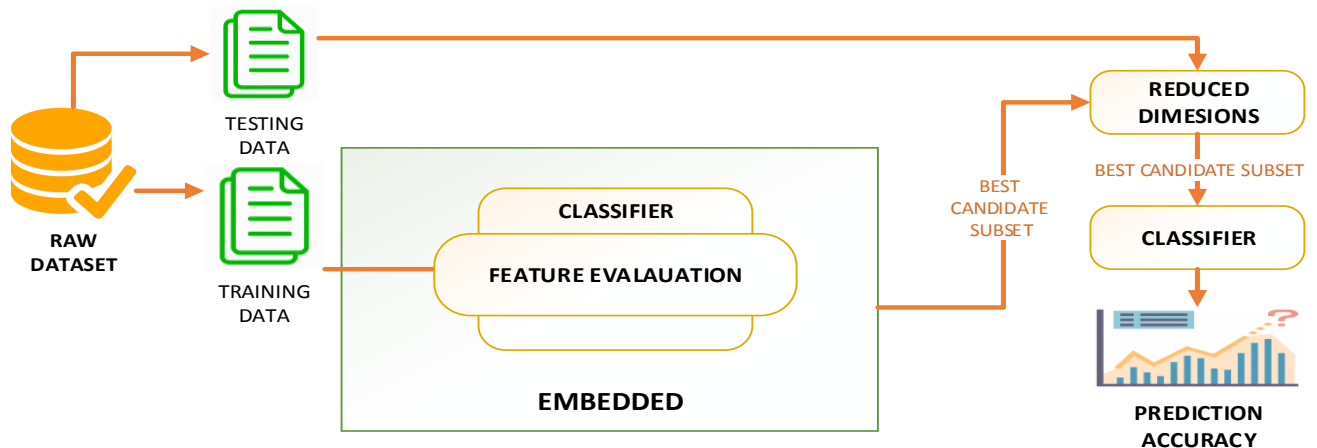 RAW
DATASET
TESTING
DATA
TRAINING
DATA
CLASSIFIER
FEATURE EVALAUATION
EMBEDDED
BEST
CANDIDATE
SUBSET
REDUCED
DIMESIONS
BEST CANDIDATE SUBSET
CLASSIFIER
?
PREDICTION
ACCURACY